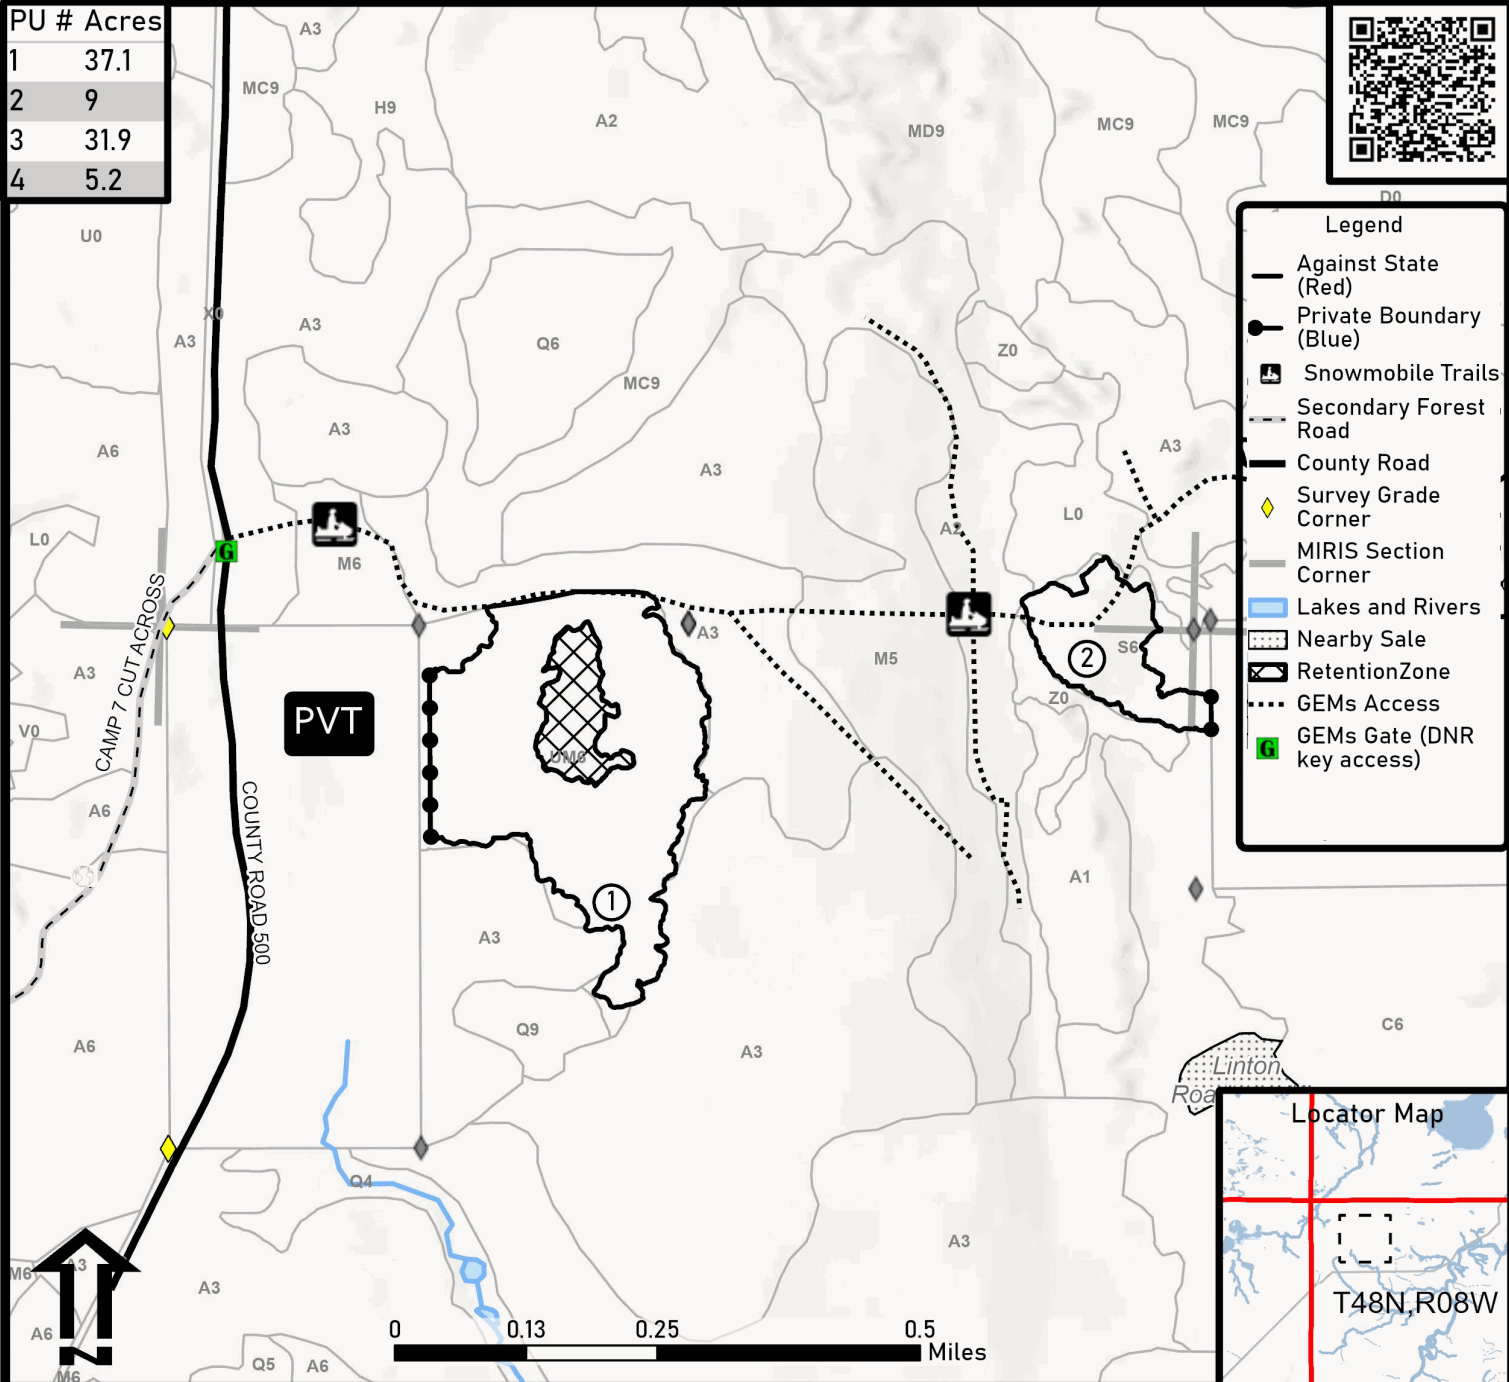 PU # Acres
1 37.1
2 9
3 31.9
4 5.2
A3
MC9
H9
A2
MD9
MC9
MC9
D0
U0
X0
A3
A3
Q6
MC9
Z0
A3
A6
A3
A3
A2
L0
L0
G
M6
A3
M5
S6
2
Z0
A3
V0
PVT
UM6
CAMP 7 CUT ACROSS
COUNTY ROAD 500
A6
1
A3
A1
A6
Q9
A3
C6
Linton
Roa
Q4
A3
A3
M6
A3
A6
M6
Q5
A6
N
0 0.13 0.25 0.5
Miles
Legend
Against State
(Red)
Private Boundary
(Blue)
Snowmobile Trails
Secondary Forest
Road
County Road
Survey Grade
Corner
MIRIS Section
Corner
Lakes and Rivers
Nearby Sale
RetentionZone
GEMs Access
G
GEMs Gate (DNR
key access)
Locator Map
T48N,R08W